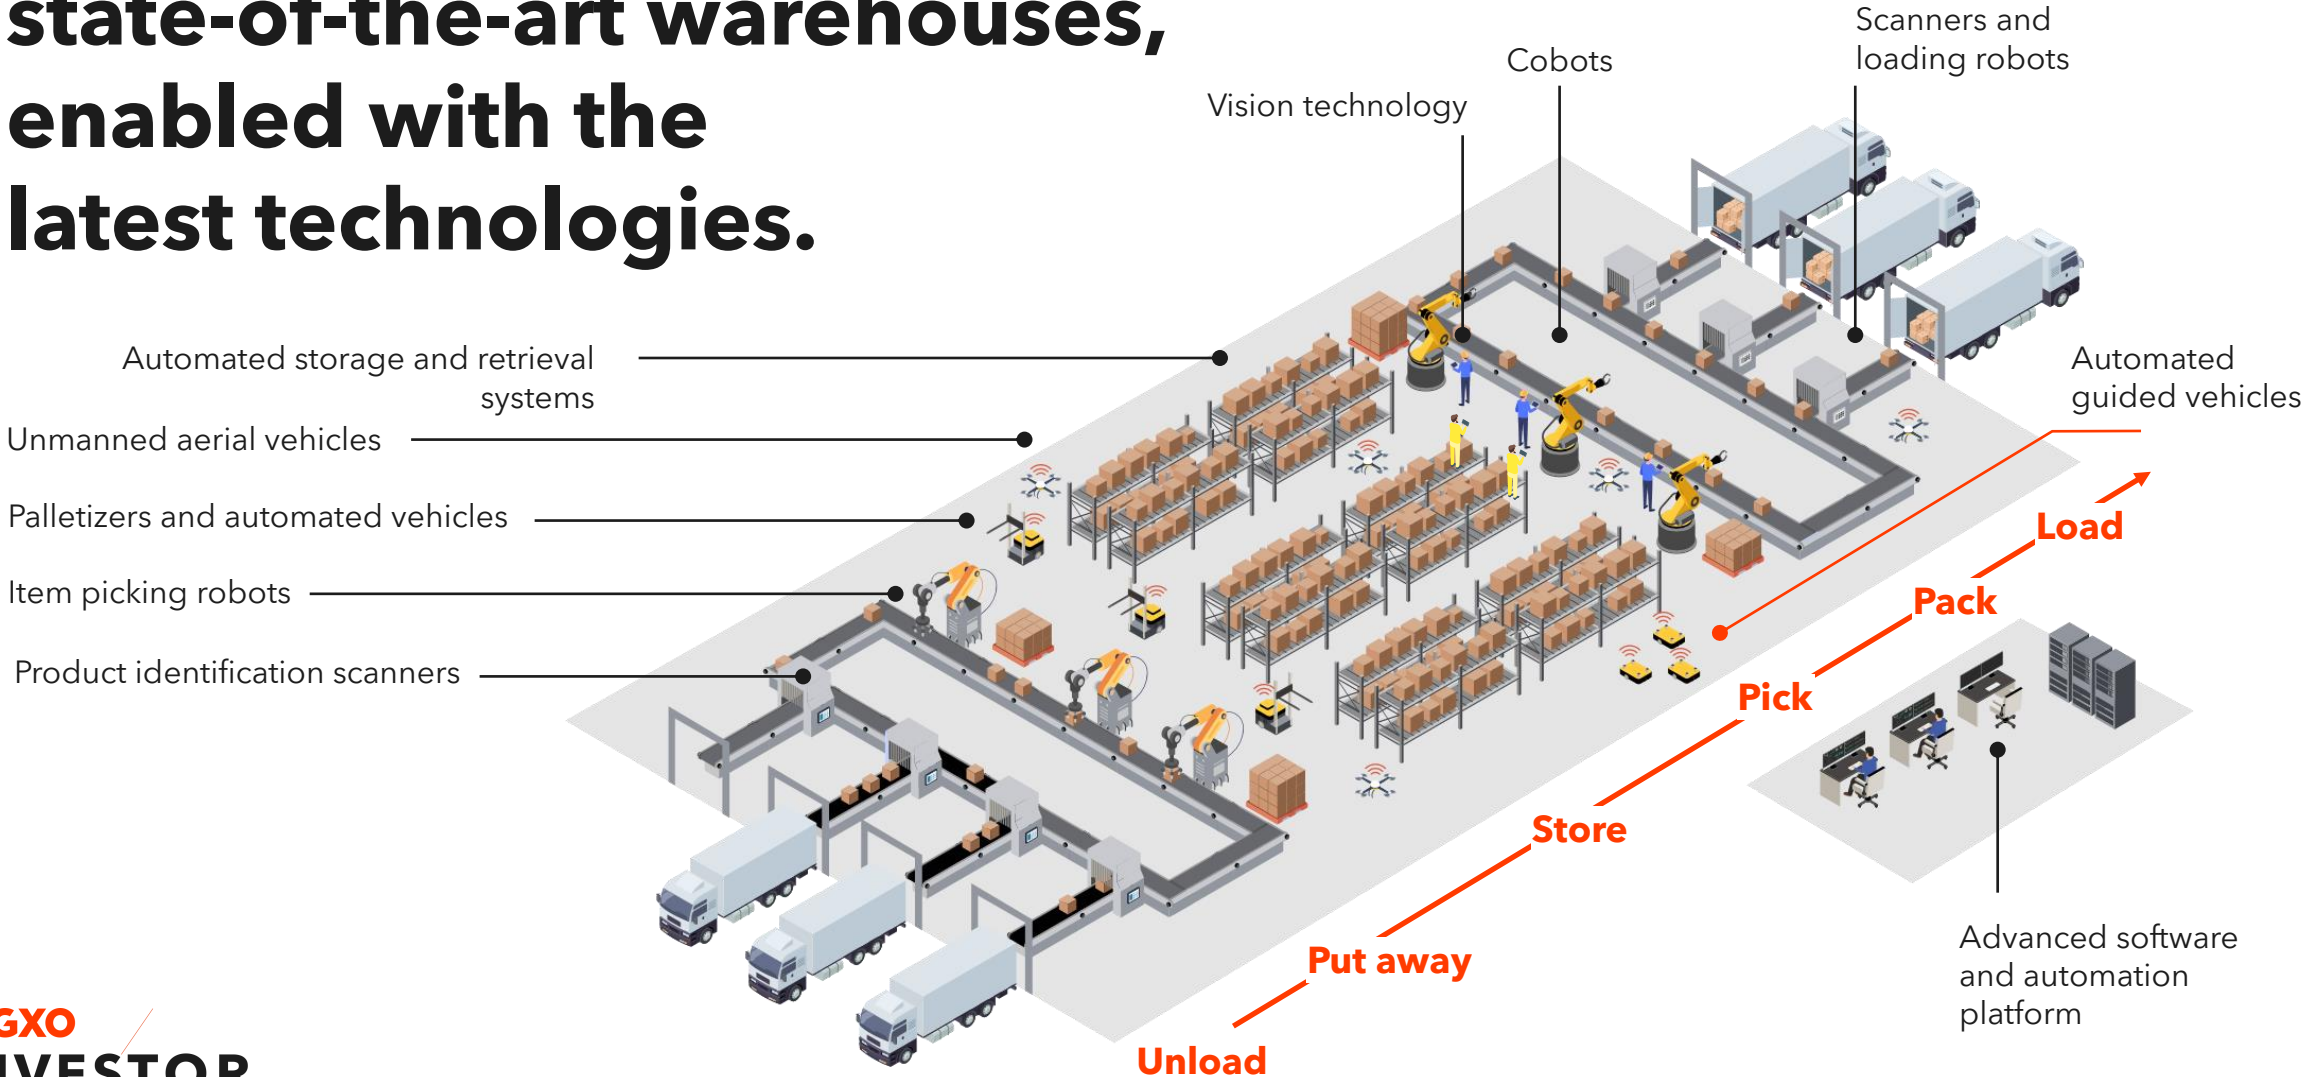 state-of-the-art warehouses,
enabled with the
latest technologies.
Scanners and
loading robots
Cobots
Vision technology
Automated storage and retrieval
systems
Unmanned aerial vehicles
Palletizers and automated vehicles
Item picking robots
Product identification scanners
Automated
guided vehicles
Load
Pack
Pick
Store
Put away
Unload
Advanced software
and automation
platform
GXO
NVESTOR